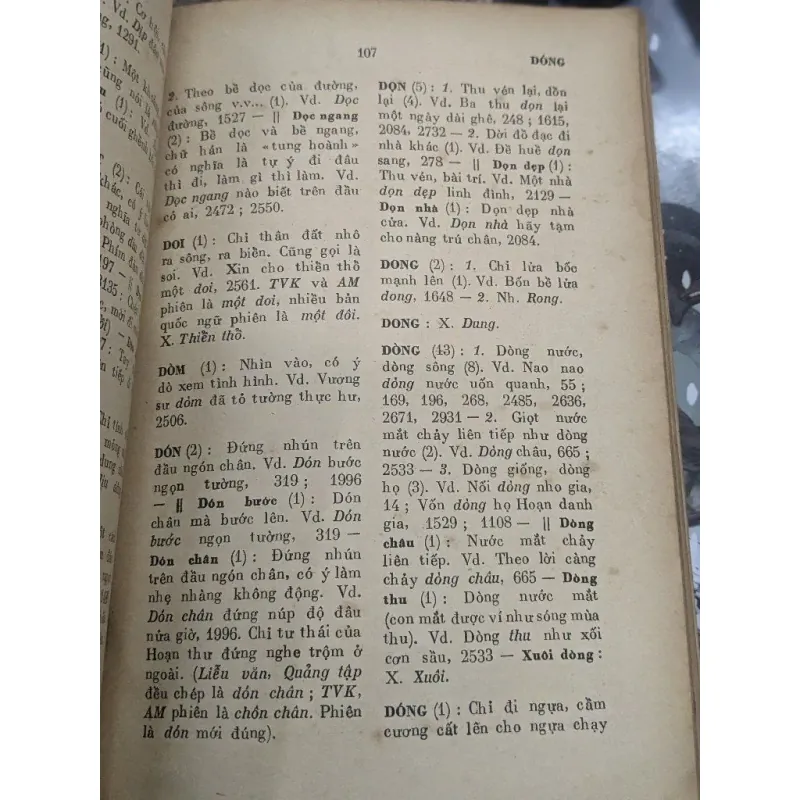 107
DÓNG
2. Theo bề dọc của đường,
của sông v.v... (1). Vd. Dọc
đường, 1527 — || Dọc ngang
(2) : Bề dọc và bề ngang,
chữ hán là «tung hoành»
có nghĩa là tự ý đi đâu
thì đi, làm gì thì làm. Vd.
Dọc ngang nào biết trên đầu
có ai, 2472 ; 2550.
DOI (1) : Chỉ thân đất nhô
ra sông, ra biển. Cũng gọi là
soi. Vd. Xin cho thiền thồ
một doi, 2561. TVK và AM
phiên là một doi, nhiều bản
quốc ngữ phiên là một đôi.
X. Thiền thồ.
DÒM (1) : Nhìn vào, có ý
dò xem tình hình. Vd. Vương
sư dòm đã tỏ tường thực hư,
2506.
DÓN (2) : Đứng nhún trên
đầu ngón chân. Vd. Dón bước
ngọn tường, 319 ; 1996
— || Dón bước (1) : Dón
chân mà bước lên. Vd. Dón
bước ngọn tường, 319 —
Dón chân (1) : Đứng nhún
trên đầu ngón chân, có ý làm
nhẹ nhàng không động. Vd.
Dón chân đứng núp độ đâu
nửa giờ, 1996. Chỉ tư thái của
Hoạn thư đứng nghe trộm ở
ngoài. (Liễu văn, Quảng tập
đều chép là dón chân ; TVK,
AM phiên là chồn chân. Phiên
là dón mới đúng).
DỌN (5) : 1. Thu vén lại, dồn
lại (4). Vd. Ba thu dọn lại
một ngày dài ghê, 248 ; 1615,
2084, 2732 — 2. Dời đồ đạc đi
nhà khác (1). Vd. Đề huề dọn
sang, 278 — || Dọn dẹp (1) :
Thu vén, bài trí. Vd. Một nhà
dọn dẹp linh đình, 2129 —
Dọn nhà (1) : Dọn dẹp nhà
cửa. Vd. Dọn nhà hãy tạm
cho nàng trú chân, 2084.
DONG (2) : 1. Chỉ lửa bốc
mạnh lên (1). Vd. Bốn bề lửa
dong, 1648 — 2. Nh. Rong.
DONG : X. Dung.
DÒNG (43) : 1. Dòng nước,
dòng sông (8). Vd. Nao nao
dòng nước uốn quanh, 55 ;
169, 196, 268, 2485, 2636,
2671, 2931 — 2. Giọt nước
mắt chảy liên tiếp như dòng
nước (2). Vd. Dòng châu, 665 ;
2533 — 3. Dòng giống, dòng
họ (3). Vd. Nối dòng nho gia,
14 ; Vốn dòng họ Hoạn danh
gia, 1529 ; 1108 — || Dòng
châu (1) : Nước mắt chảy
liên tiếp. Vd. Theo lời càng
chảy dòng châu, 665 — Dòng
thu (1) : Dòng nước mắt
(con mắt được ví như sóng mùa
thu). Vd. Dòng thu như xối
cơn sầu, 2533 — Xuôi dòng :
X. Xuôi.
DÓNG (1) : Chỉ đi ngựa, cầm
cương cất lên cho ngựa chạy